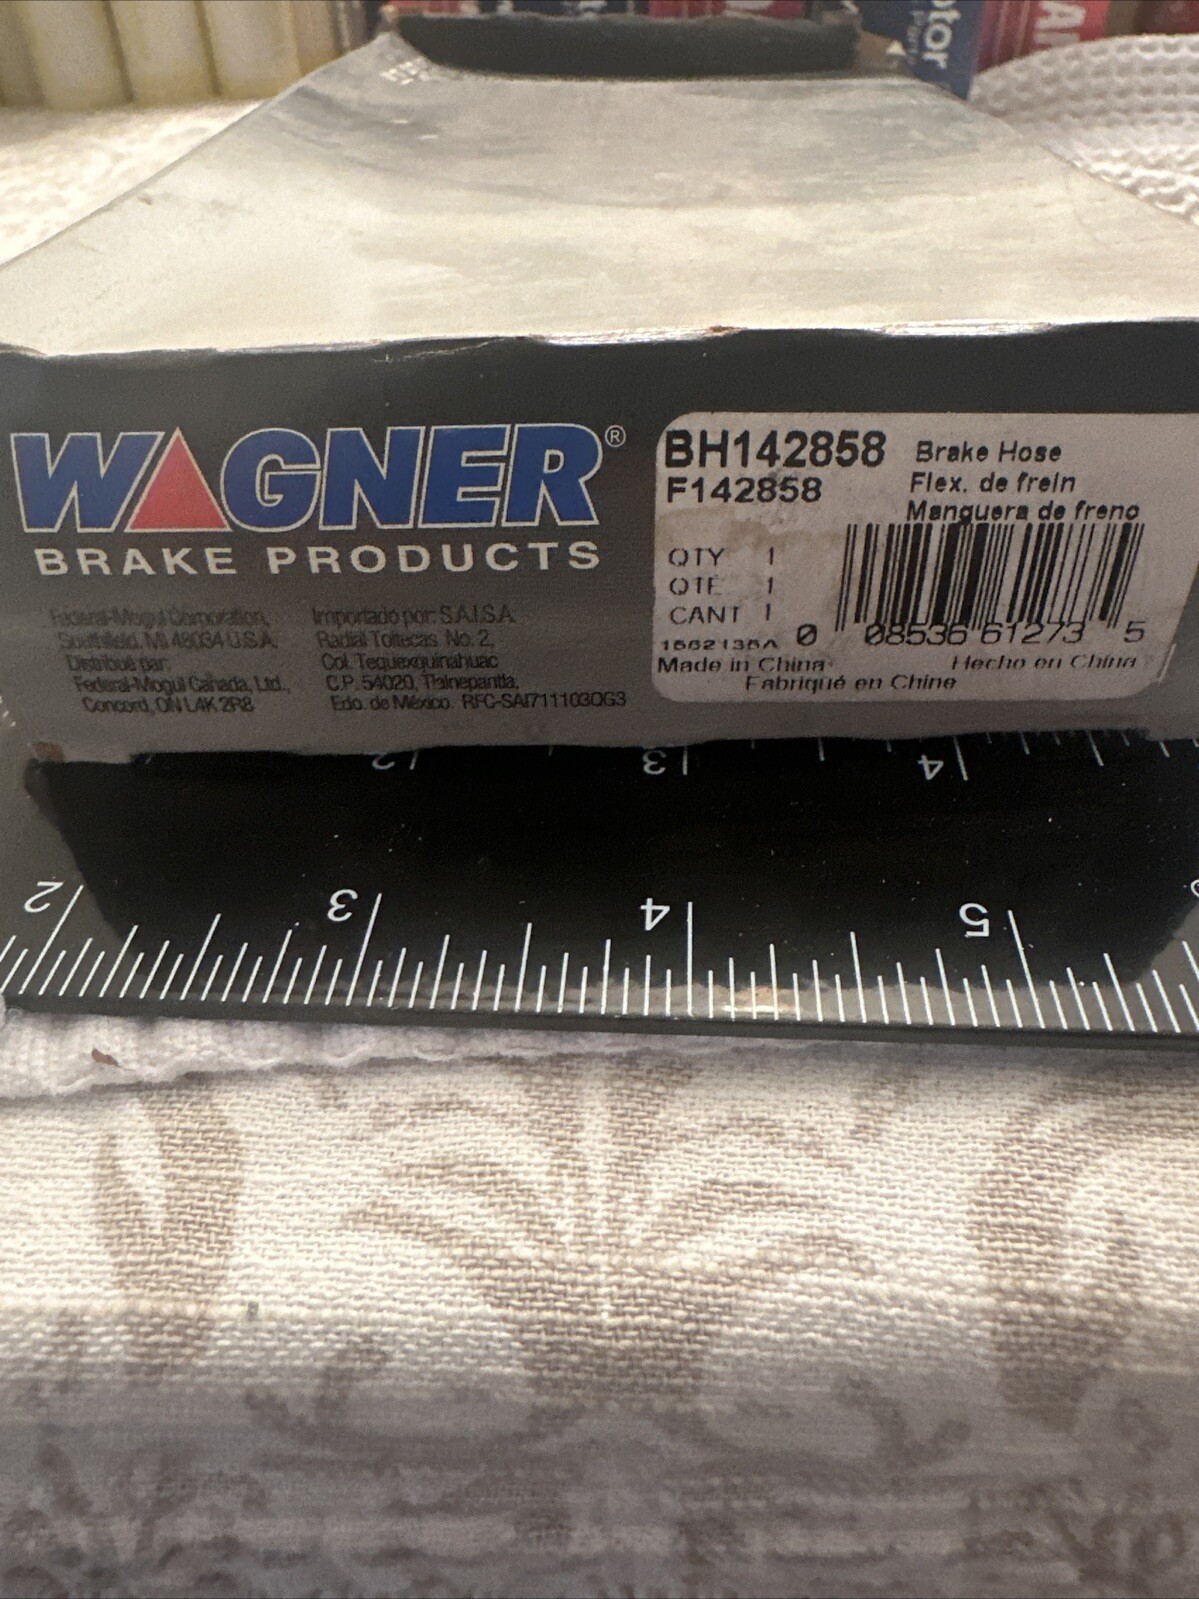 otor
WAGNER®
BRAKE PRODUCTS
Federal-Mogul Corporation,
Southfield, MI 48034 U.S.A.
Distribué par:
Federal-Mogul Canada, Ltd.,
Concord, ON L4K 2R8
Importado por: S.A.I.S.A.
Radial Toltecas No. 2,
Col. Tequexquinahuac
C.P. 54020, Tlalnepantla,
Edo. de México. RFC-SAI711103QG3
BH142858
F142858
Brake Hose
Flex. de frein
Manguera de freno
QTY 1
QTE 1
CANT 1
1562135A
0 08536 61273 5
Made in China
Hecho en China
Fabriqué en Chine
2 3 4
2 3 4 5